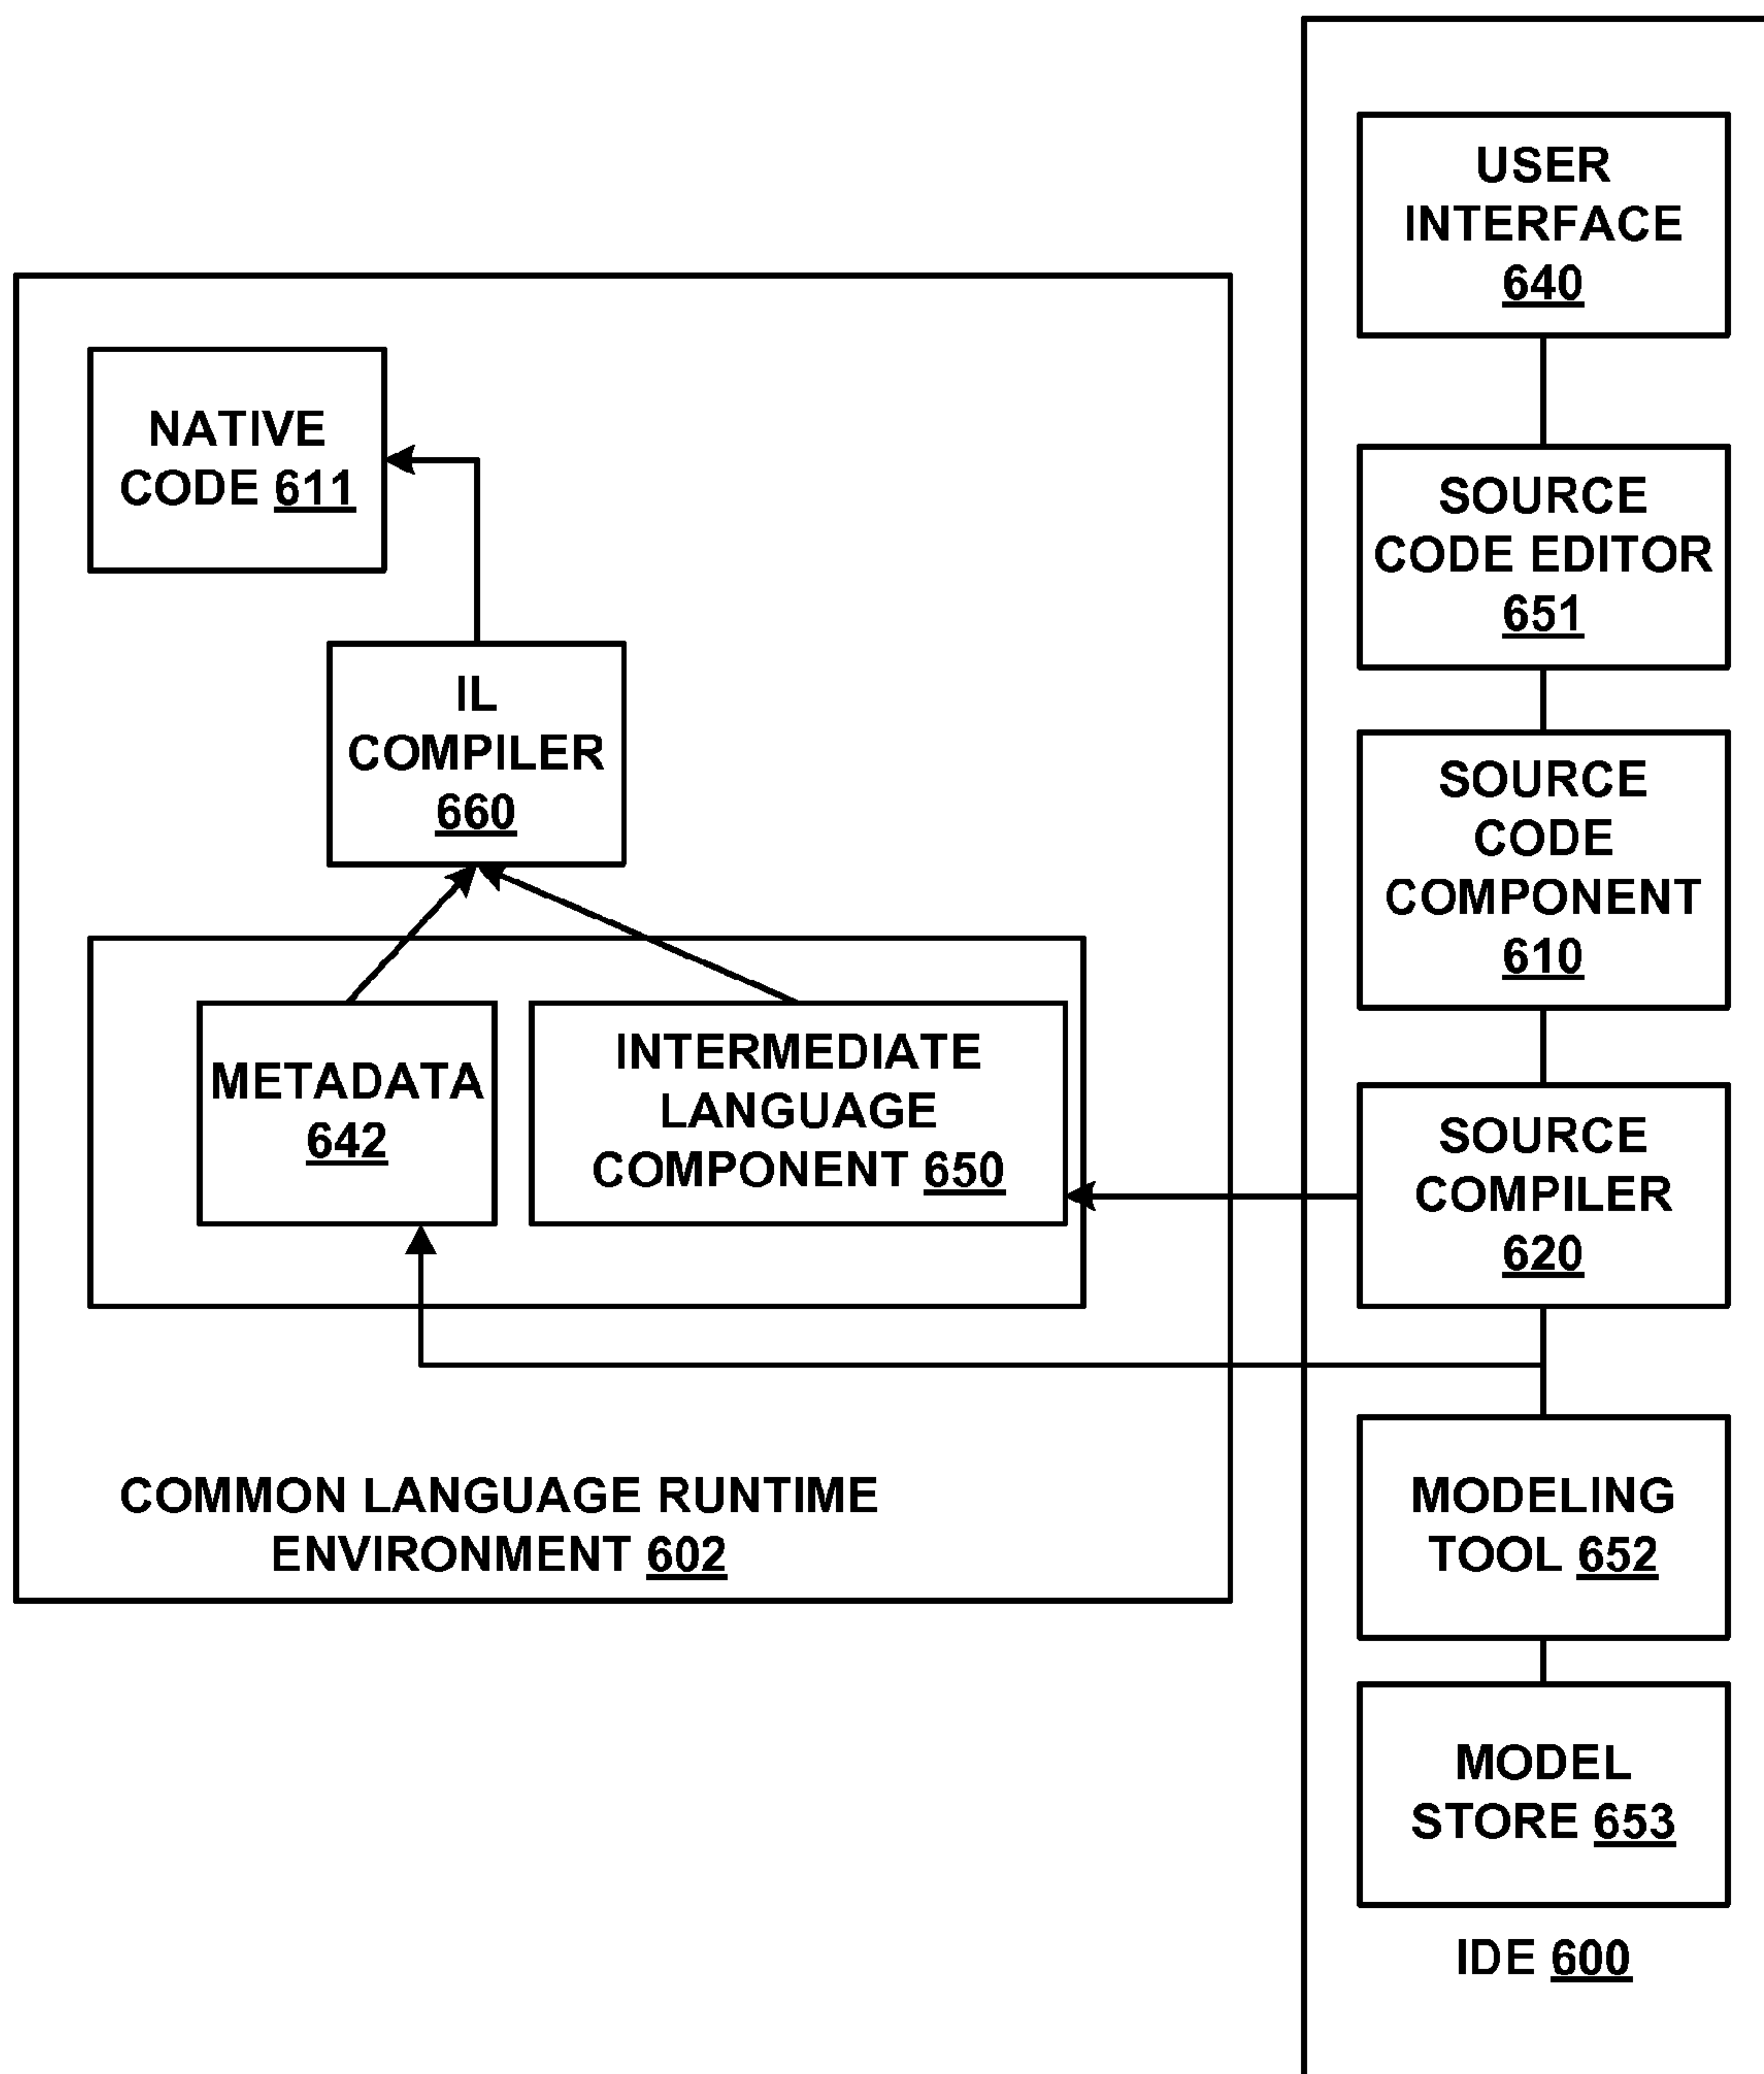 USER
INTERFACE
640
NATIVE
CODE 611
SOURCE
CODE EDITOR
651
IL
COMPILER
660
SOURCE
CODE
COMPONENT
610
METADATA
642
INTERMEDIATE
LANGUAGE
COMPONENT 650
SOURCE
COMPILER
620
COMMON LANGUAGE RUNTIME
ENVIRONMENT 602
MODELING
TOOL 652
MODEL
STORE 653
IDE 600